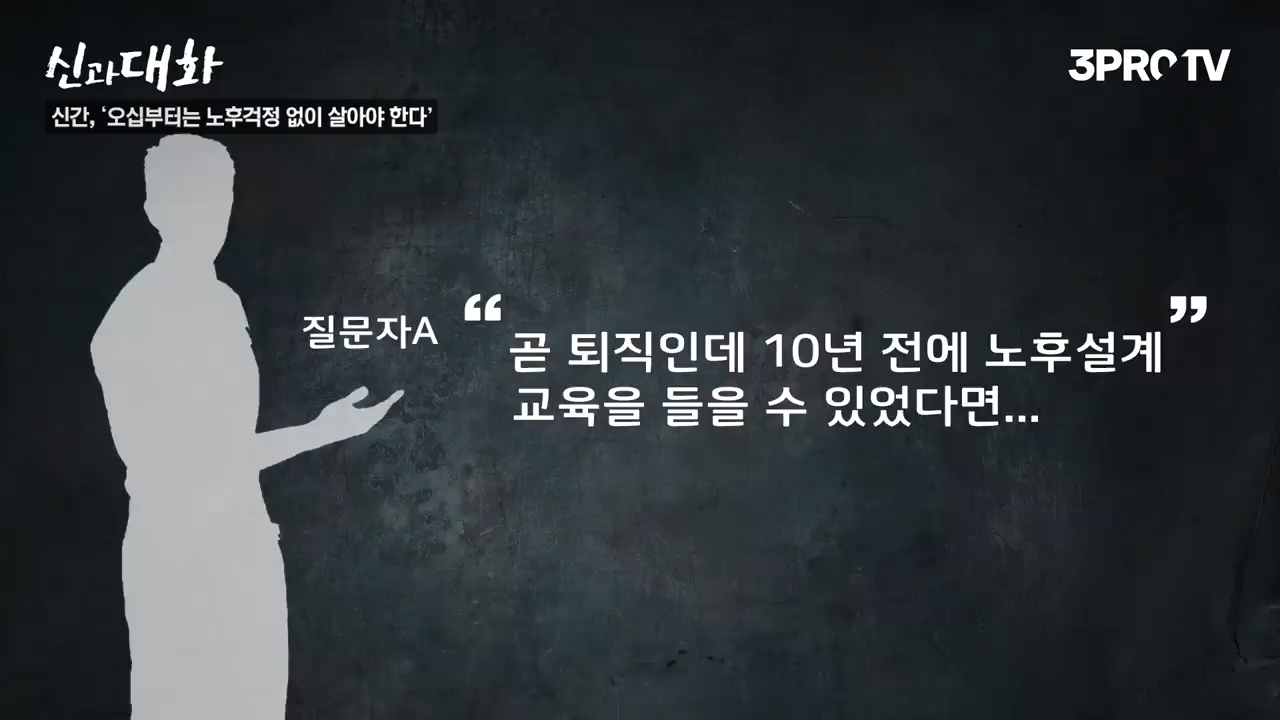 신과대화
3PROTV
신간, ‘오십부터는 노후걱정 없이 살아야 한다’
질문자A
“곧 퇴직인데 10년 전에 노후설계”
교육을 들을 수 있었다면...